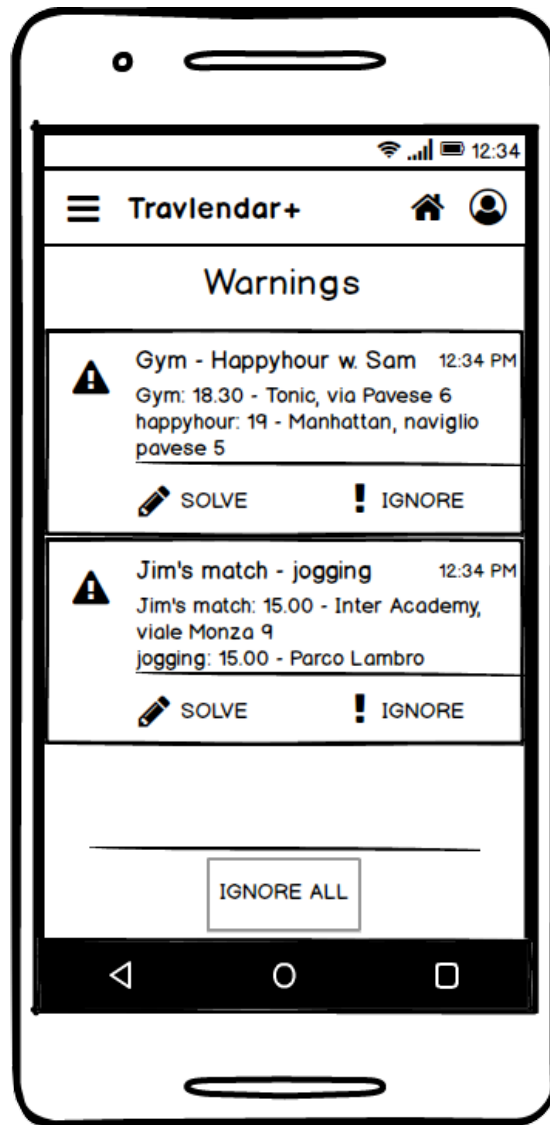 12:34
Travlendar+
Warnings
Gym - Happyhour w. Sam 12:34 PM
Gym: 18.30 - Tonic, via Pavese 6
happyhour: 19 - Manhattan, naviglio
pavese 5
SOLVE IGNORE
Jim's match - jogging 12:34 PM
Jim's match: 15.00 - Inter Academy,
viale Monza 9
jogging: 15.00 - Parco Lambro
SOLVE IGNORE
IGNORE ALL